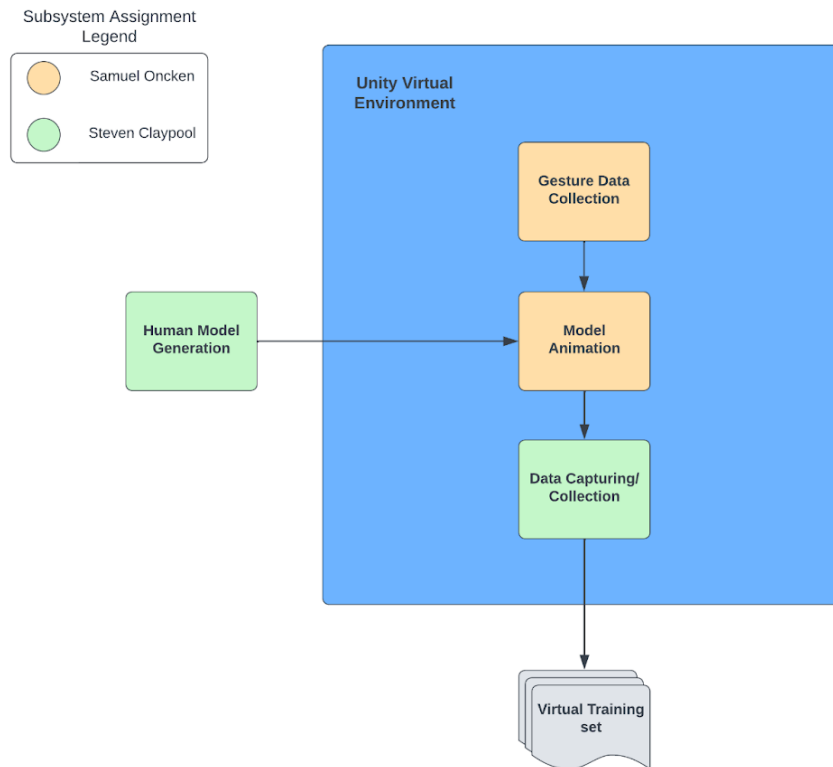 Subsystem Assignment
Legend
Samuel Oncken
Steven Claypool
Unity Virtual
Environment
Gesture Data
Collection
Human Model
Generation
Model
Animation
Data Capturing/
Collection
Virtual Training
set